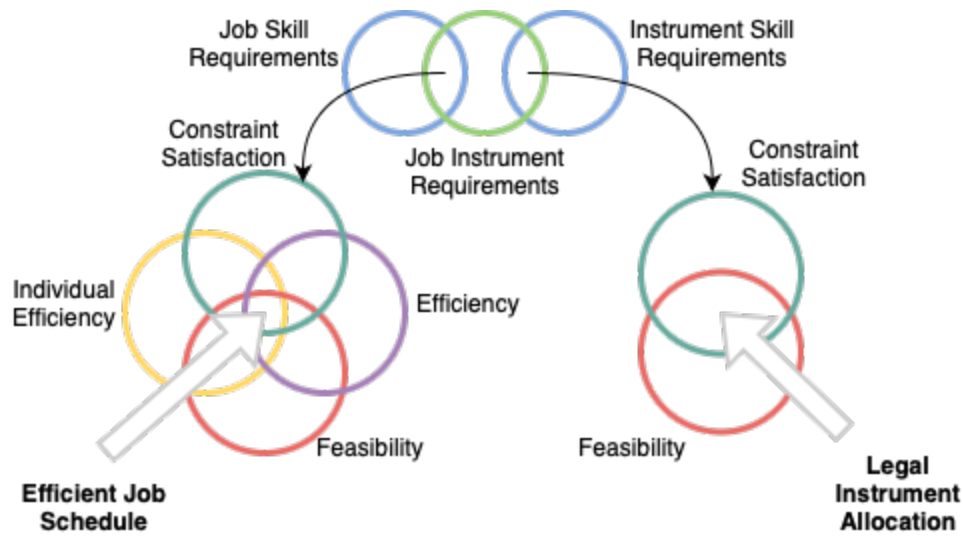 Job Skill
Requirements
Instrument Skill
Requirements
Job Instrument
Requirements
Constraint
Satisfaction
Constraint
Satisfaction
Individual
Efficiency
Efficiency
Feasibility
Feasibility
Efficient Job
Schedule
Legal
Instrument
Allocation